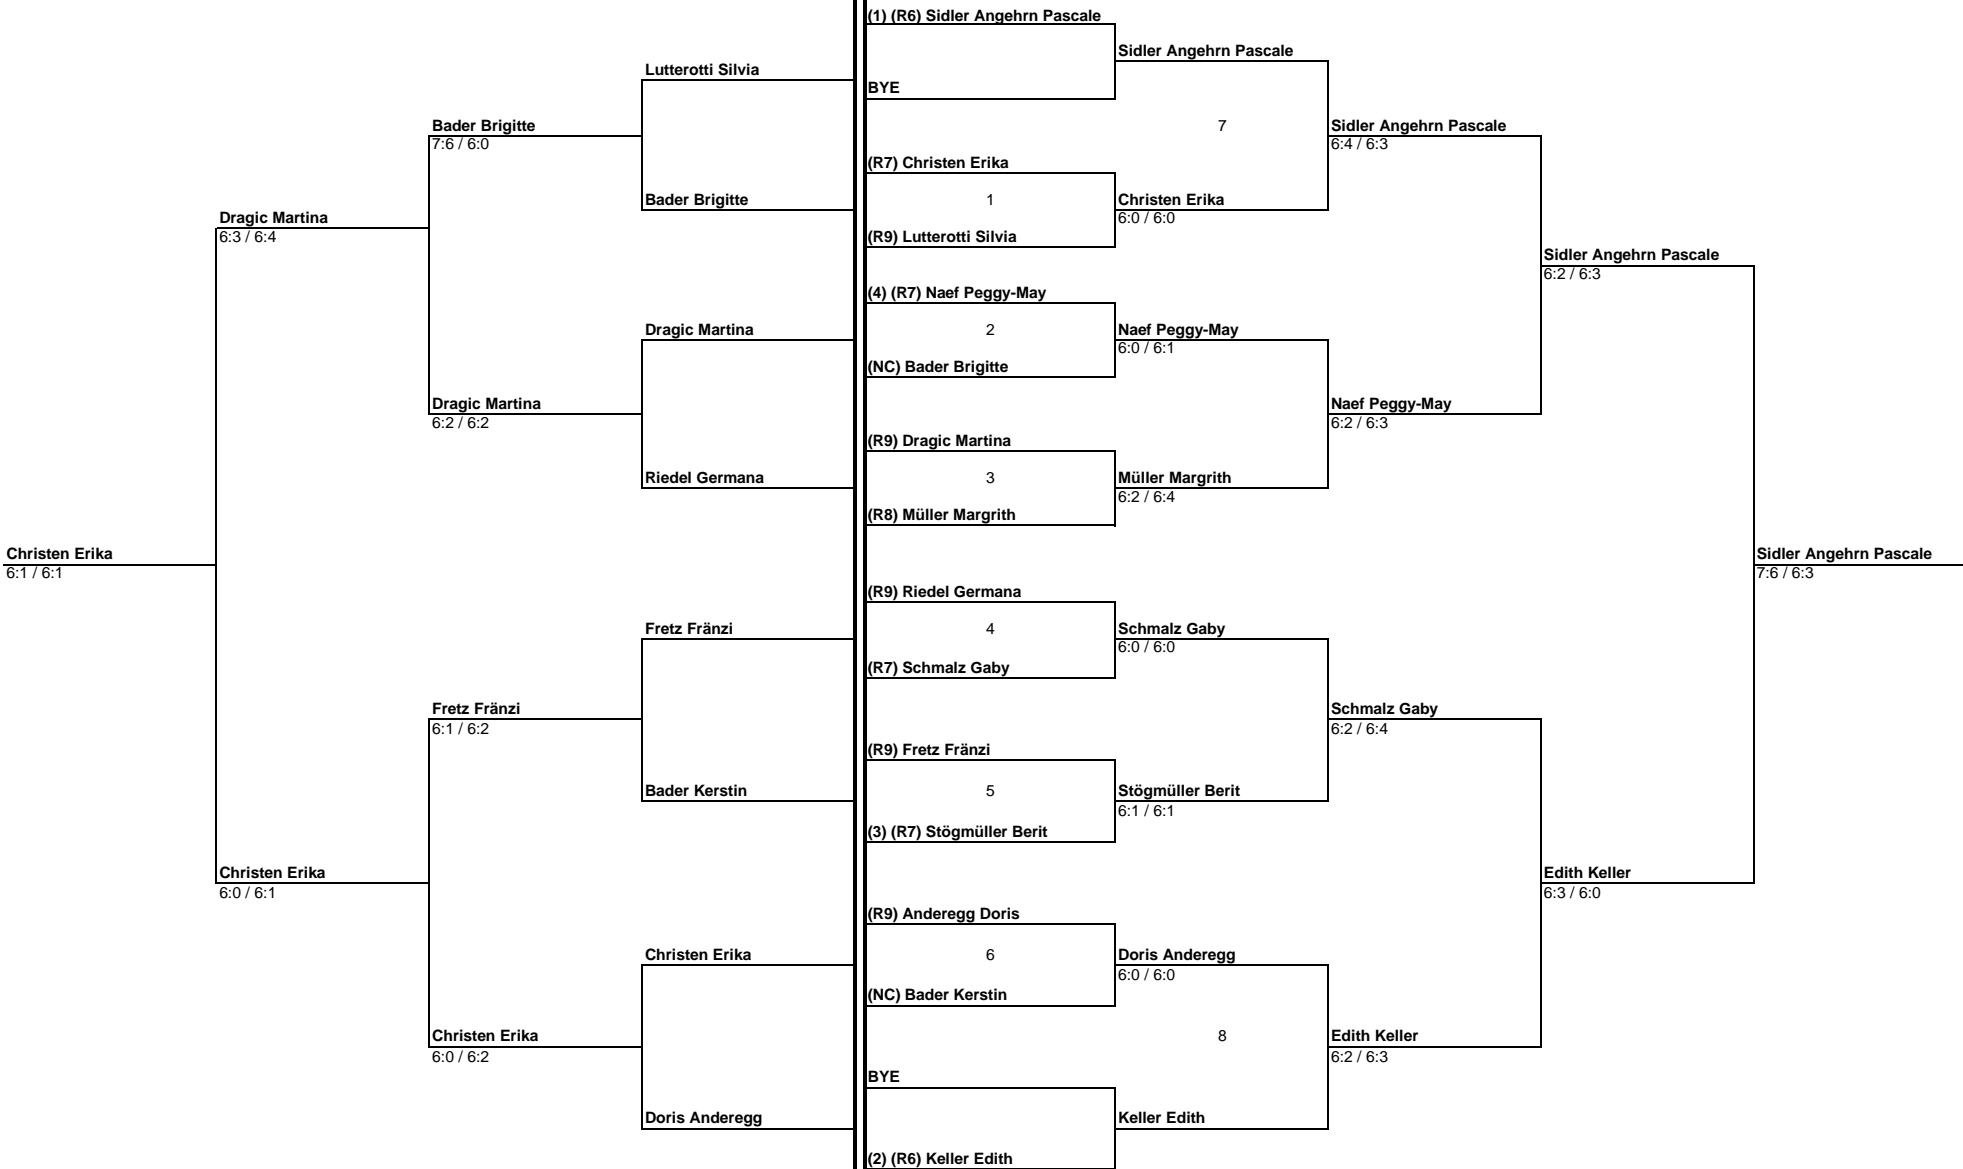 (1) (R6) Sidler Angehrn Pascale
Sidler Angehrn Pascale
Lutterotti Silvia
BYE
Bader Brigitte
7:6 / 6:0
7
Sidler Angehrn Pascale
6:4 / 6:3
(R7) Christen Erika
Bader Brigitte
1
Christen Erika
6:0 / 6:0
Dragic Martina
6:3 / 6:4
(R9) Lutterotti Silvia
Sidler Angehrn Pascale
6:2 / 6:3
(4) (R7) Naef Peggy-May
Dragic Martina
2
Naef Peggy-May
6:0 / 6:1
(NC) Bader Brigitte
Dragic Martina
6:2 / 6:2
Naef Peggy-May
6:2 / 6:3
(R9) Dragic Martina
Riedel Germana
3
Müller Margrith
6:2 / 6:4
(R8) Müller Margrith
Christen Erika
6:1 / 6:1
Sidler Angehrn Pascale
7:6 / 6:3
(R9) Riedel Germana
Fretz Fränzi
4
Schmalz Gaby
6:0 / 6:0
(R7) Schmalz Gaby
Fretz Fränzi
6:1 / 6:2
Schmalz Gaby
6:2 / 6:4
(R9) Fretz Fränzi
Bader Kerstin
5
Stögmüller Berit
6:1 / 6:1
(3) (R7) Stögmüller Berit
Christen Erika
6:0 / 6:1
Edith Keller
6:3 / 6:0
(R9) Anderegg Doris
Christen Erika
6
Doris Anderegg
6:0 / 6:0
(NC) Bader Kerstin
Christen Erika
6:0 / 6:2
8
Edith Keller
6:2 / 6:3
BYE
Doris Anderegg
Keller Edith
(2) (R6) Keller Edith